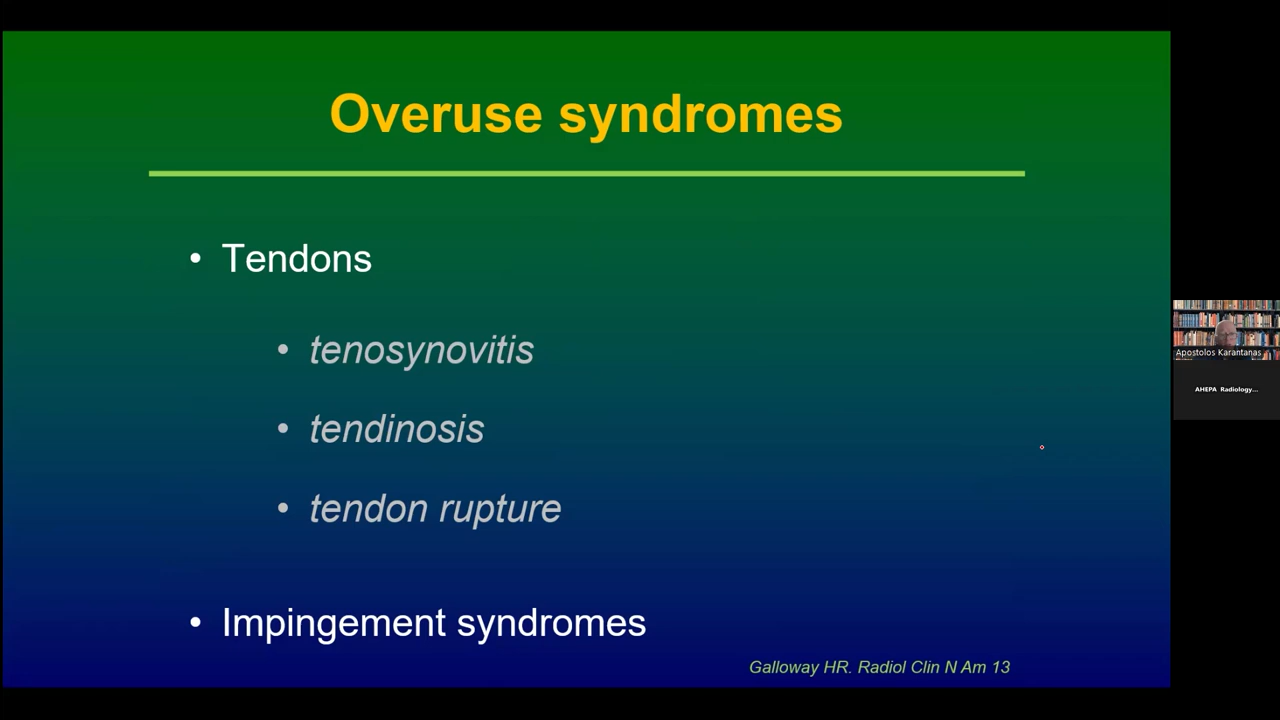 Overuse syndromes
• Tendons
• tenosynovitis
• tendinosis
• tendon rupture
• Impingement syndromes
Galloway HR. Radiol Clin N Am 13
Apostolos Karantanas
AHEPA Radiology...